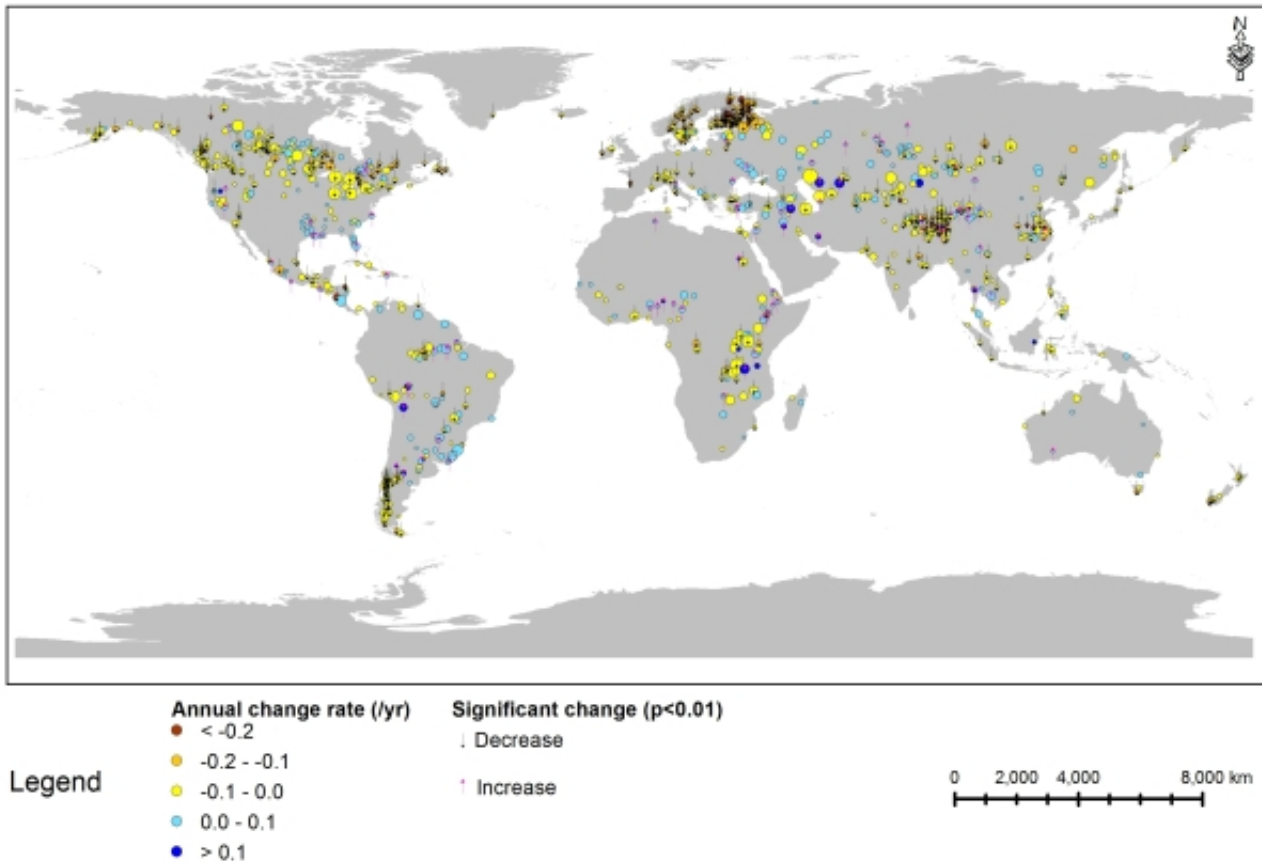 N
Annual change rate (/yr)
< -0.2
-0.2 - -0.1
-0.1 - 0.0
0.0 - 0.1
> 0.1
Significant change (p<0.01)
↓ Decrease
↑ Increase
Legend
0 2,000 4,000 8,000 km